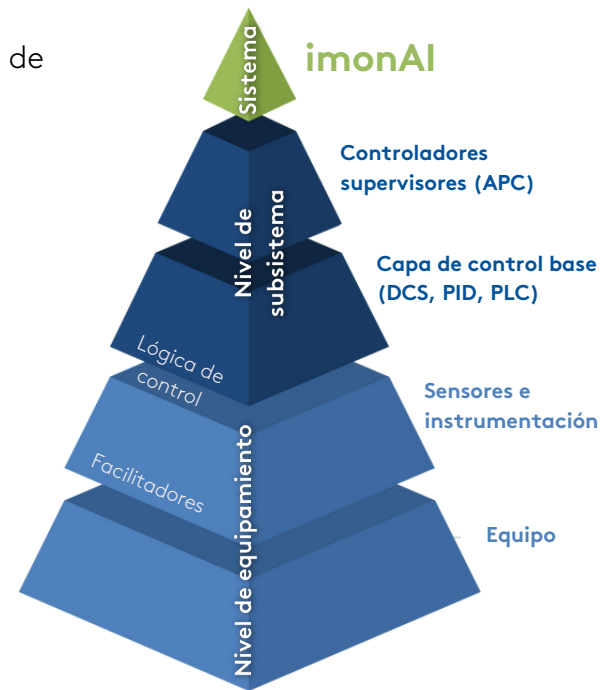 de
Sistema
imonAI
Controladores
supervisores (APC)
Nivel de
subsistema
Capa de control base
(DCS, PID, PLC)
Lógica de
control
Sensores e
instrumentación
Facilitadores
Nivel de equipamiento
Equipo